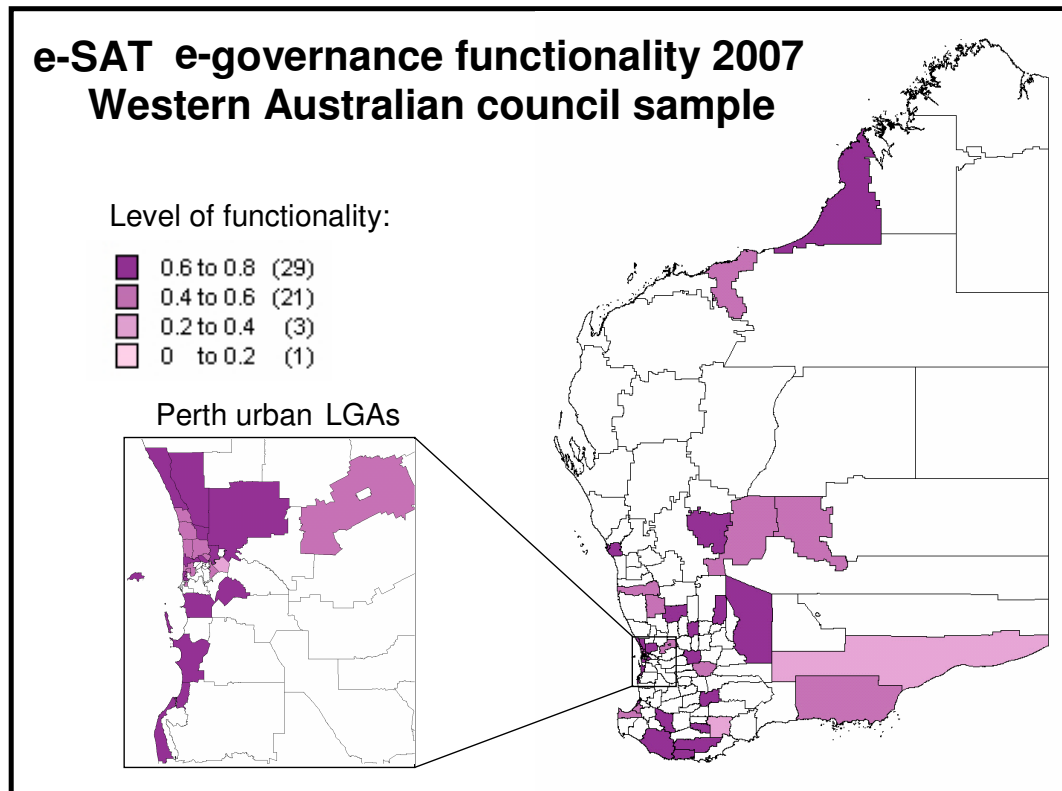 e-SAT e-governance functionality 2007
Western Australian council sample
Level of functionality:
0.6 to 0.8 (29)
0.4 to 0.6 (21)
0.2 to 0.4 (3)
0 to 0.2 (1)
Perth urban LGAs